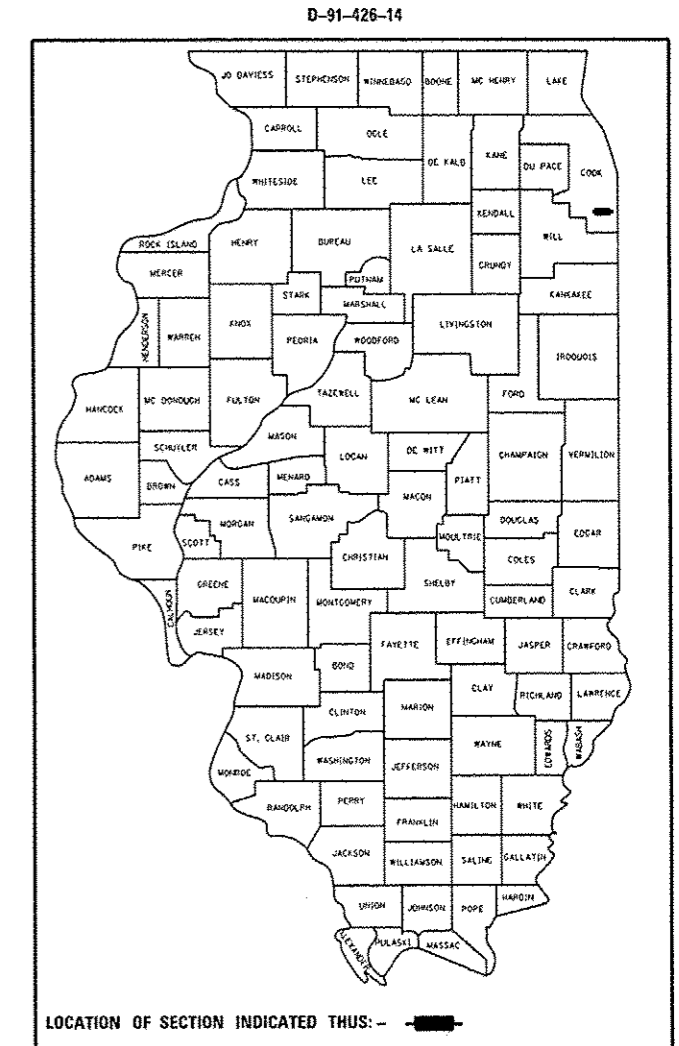 D-91-426-14
JO DAVIESS STEPHENSON WINNEBAGO BOONE MC HENRY LAKE
CARROLL OGLE DE KALB KANE DU PAGE COOK
WHITESIDE LEE KENDALL WILL
ROCK ISLAND HENRY BUREAU LA SALLE GRUNDY
MERCER STARK PUTNAM KANKAKEE
HENDERSON WARREN KNOX MARSHALL LIVINGSTON
PEORIA WOODFORD IROQUOIS
HANCOCK MC DONOUGH FULTON TAZEWELL MC LEAN FORD
MASON
SCHUYLER LOGAN DE WITT CHAMPAIGN VERMILION
ADAMS BROWN CASS MENARD PIATT
MACON
MORGAN SANGAMON DOUGLAS
PIKE SCOTT CHRISTIAN MOULTRIE EDGAR
COLES
GREENE SHELBY
CALHOUN MACOUPIN MONTGOMERY CUMBERLAND CLARK
JERSEY
FAYETTE EFFINGHAM JASPER CRAWFORD
MADISON BOND
CLAY RICHLAND LAWRENCE
CLINTON MARION
ST. CLAIR WAYNE EDWARDS WABASH
WASHINGTON JEFFERSON
MONROE
RANDOLPH PERRY HAMILTON WHITE
FRANKLIN
JACKSON WILLIAMSON SALINE GALLATIN
UNION JOHNSON POPE HARDIN
ALEXANDER PULASKI MASSAC
LOCATION OF SECTION INDICATED THUS: -